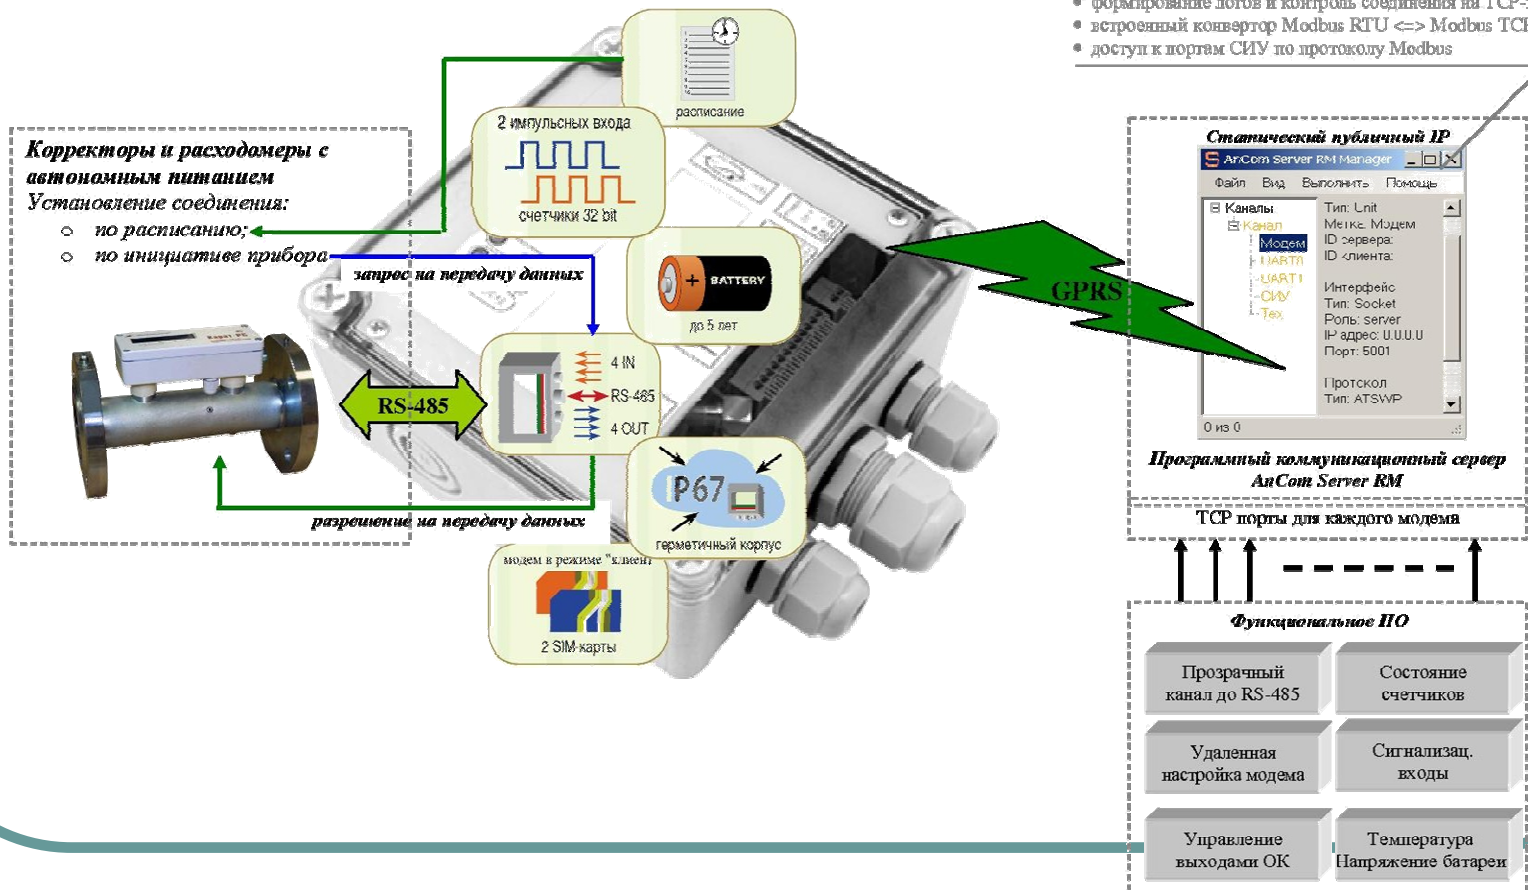 формирование логов и контроль соединения на TCP-
встроенный конвертор Modbus RTU <=> Modbus TCP
доступ к портам СИУ по протоколу Modbus
расписание
2 импульсных входа
счетчики 32 bit
Корректоры и расходомеры с
автономным питанием
Установление соединения:
по расписанию;
по инициативе прибора
запрос на передачу данных
BATTERY
до 5 лет
4 IN
RS-485
4 OUT
RS-485
разрешение на передачу данных
P67
герметичный корпус
модем в режиме "клиент
2 SIM-карты
GPRS
Статический публичный IP
AnCom Server RM Manager
Файл Вид Выполнить Помощь
Каналы
Канал
Модем
UART0
UART1
СИУ
Тех
Тип: Unit
Метка: Модем
ID сервера:
ID клиента:
Интерфейс
Тип: Socket
Роль: server
IP адрес: 0.0.0.0
Порт: 5001
Протокол
Тип: ATSWP
0 из 0
Программный коммуникационный сервер
AnCom Server RM
TCP порты для каждого модема
Функциональное ПО
Прозрачный
канал до RS-485
Состояние
счетчиков
Удаленная
настройка модема
Сигнализац.
входы
Управление
выходами ОК
Температура
Напряжение батареи